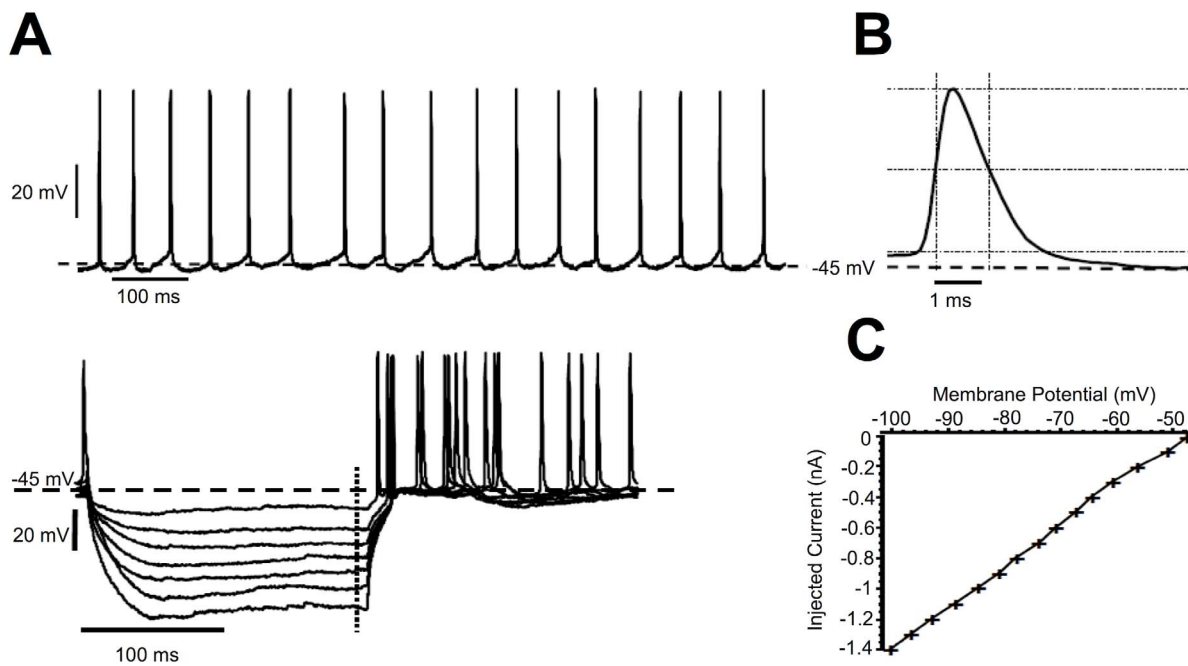 A
20 mV
100 ms
-45 mV
B
1 ms
-45 mV
20 mV
100 ms
C
Membrane Potential (mV)
-100 -90 -80 -70 -60 -50
Injected Current (nA)
0
-0.2
-0.4
-0.6
-0.8
-1
-1.2
-1.4